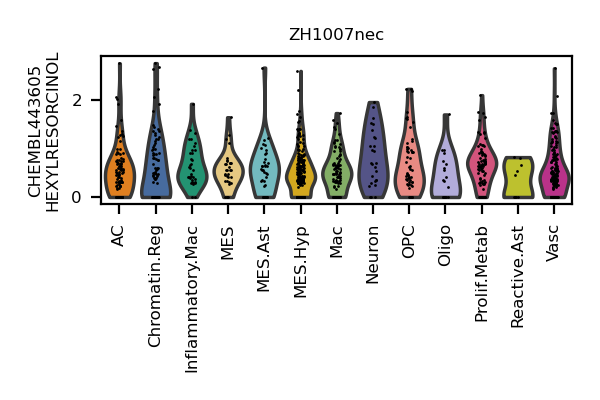 ZH1007nec
CHEMBL443605
HEXYLRESORCINOL
2
0
AC
Chromatin.Reg
Inflammatory.Mac
MES
MES.Ast
MES.Hyp
Mac
Neuron
OPC
Oligo
Prolif.Metab
Reactive.Ast
Vasc